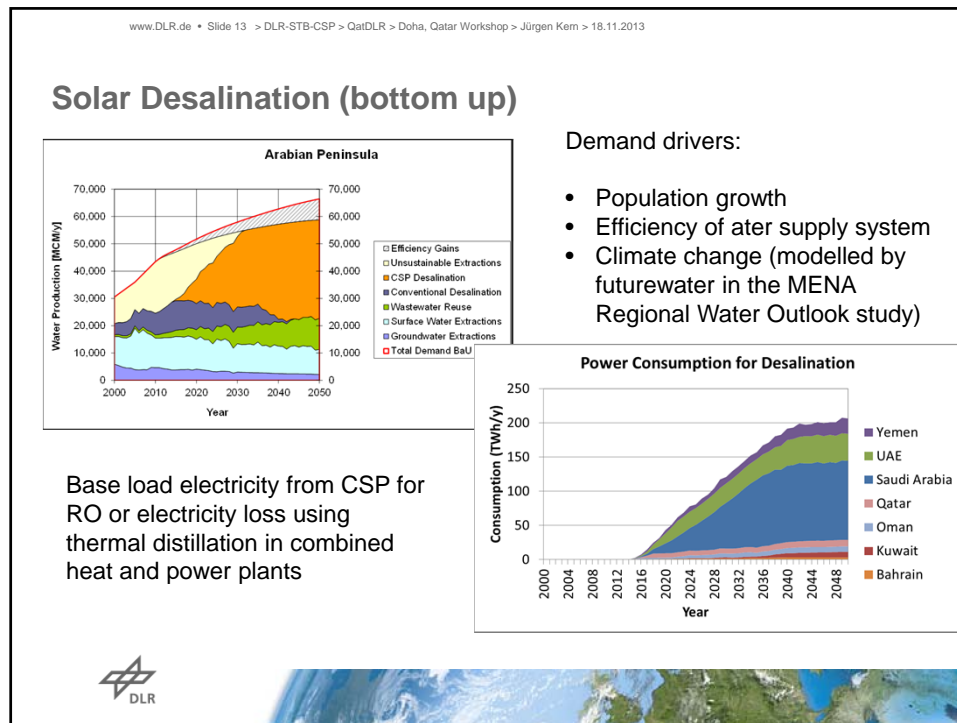 www.DLR.de • Slide 13 > DLR-STB-CSP > QatDLR > Doha, Qatar Workshop > Jürgen Kern > 18.11.2013
Solar Desalination (bottom up)
Arabian Peninsula
70,000
60,000
50,000
40,000
30,000
20,000
10,000
0
Water Production [MCM/y]
70,000
60,000
50,000
40,000
30,000
20,000
10,000
0
2000 2010 2020 2030 2040 2050
Year
Efficiency Gains
Unsustainable Extractions
CSP Desalination
Conventional Desalination
Wastewater Reuse
Surface Water Extractions
Groundwater Extractions
Total Demand BaU
Demand drivers:
• Population growth
• Efficiency of ater supply system
• Climate change (modelled by
futurewater in the MENA
Regional Water Outlook study)
Power Consumption for Desalination
250
200
150
100
50
0
Consumption (TWh/y)
2000 2004 2008 2012 2016 2020 2024 2028 2032 2036 2040 2044 2048
Year
Yemen
UAE
Saudi Arabia
Qatar
Oman
Kuwait
Bahrain
Base load electricity from CSP for
RO or electricity loss using
thermal distillation in combined
heat and power plants
DLR